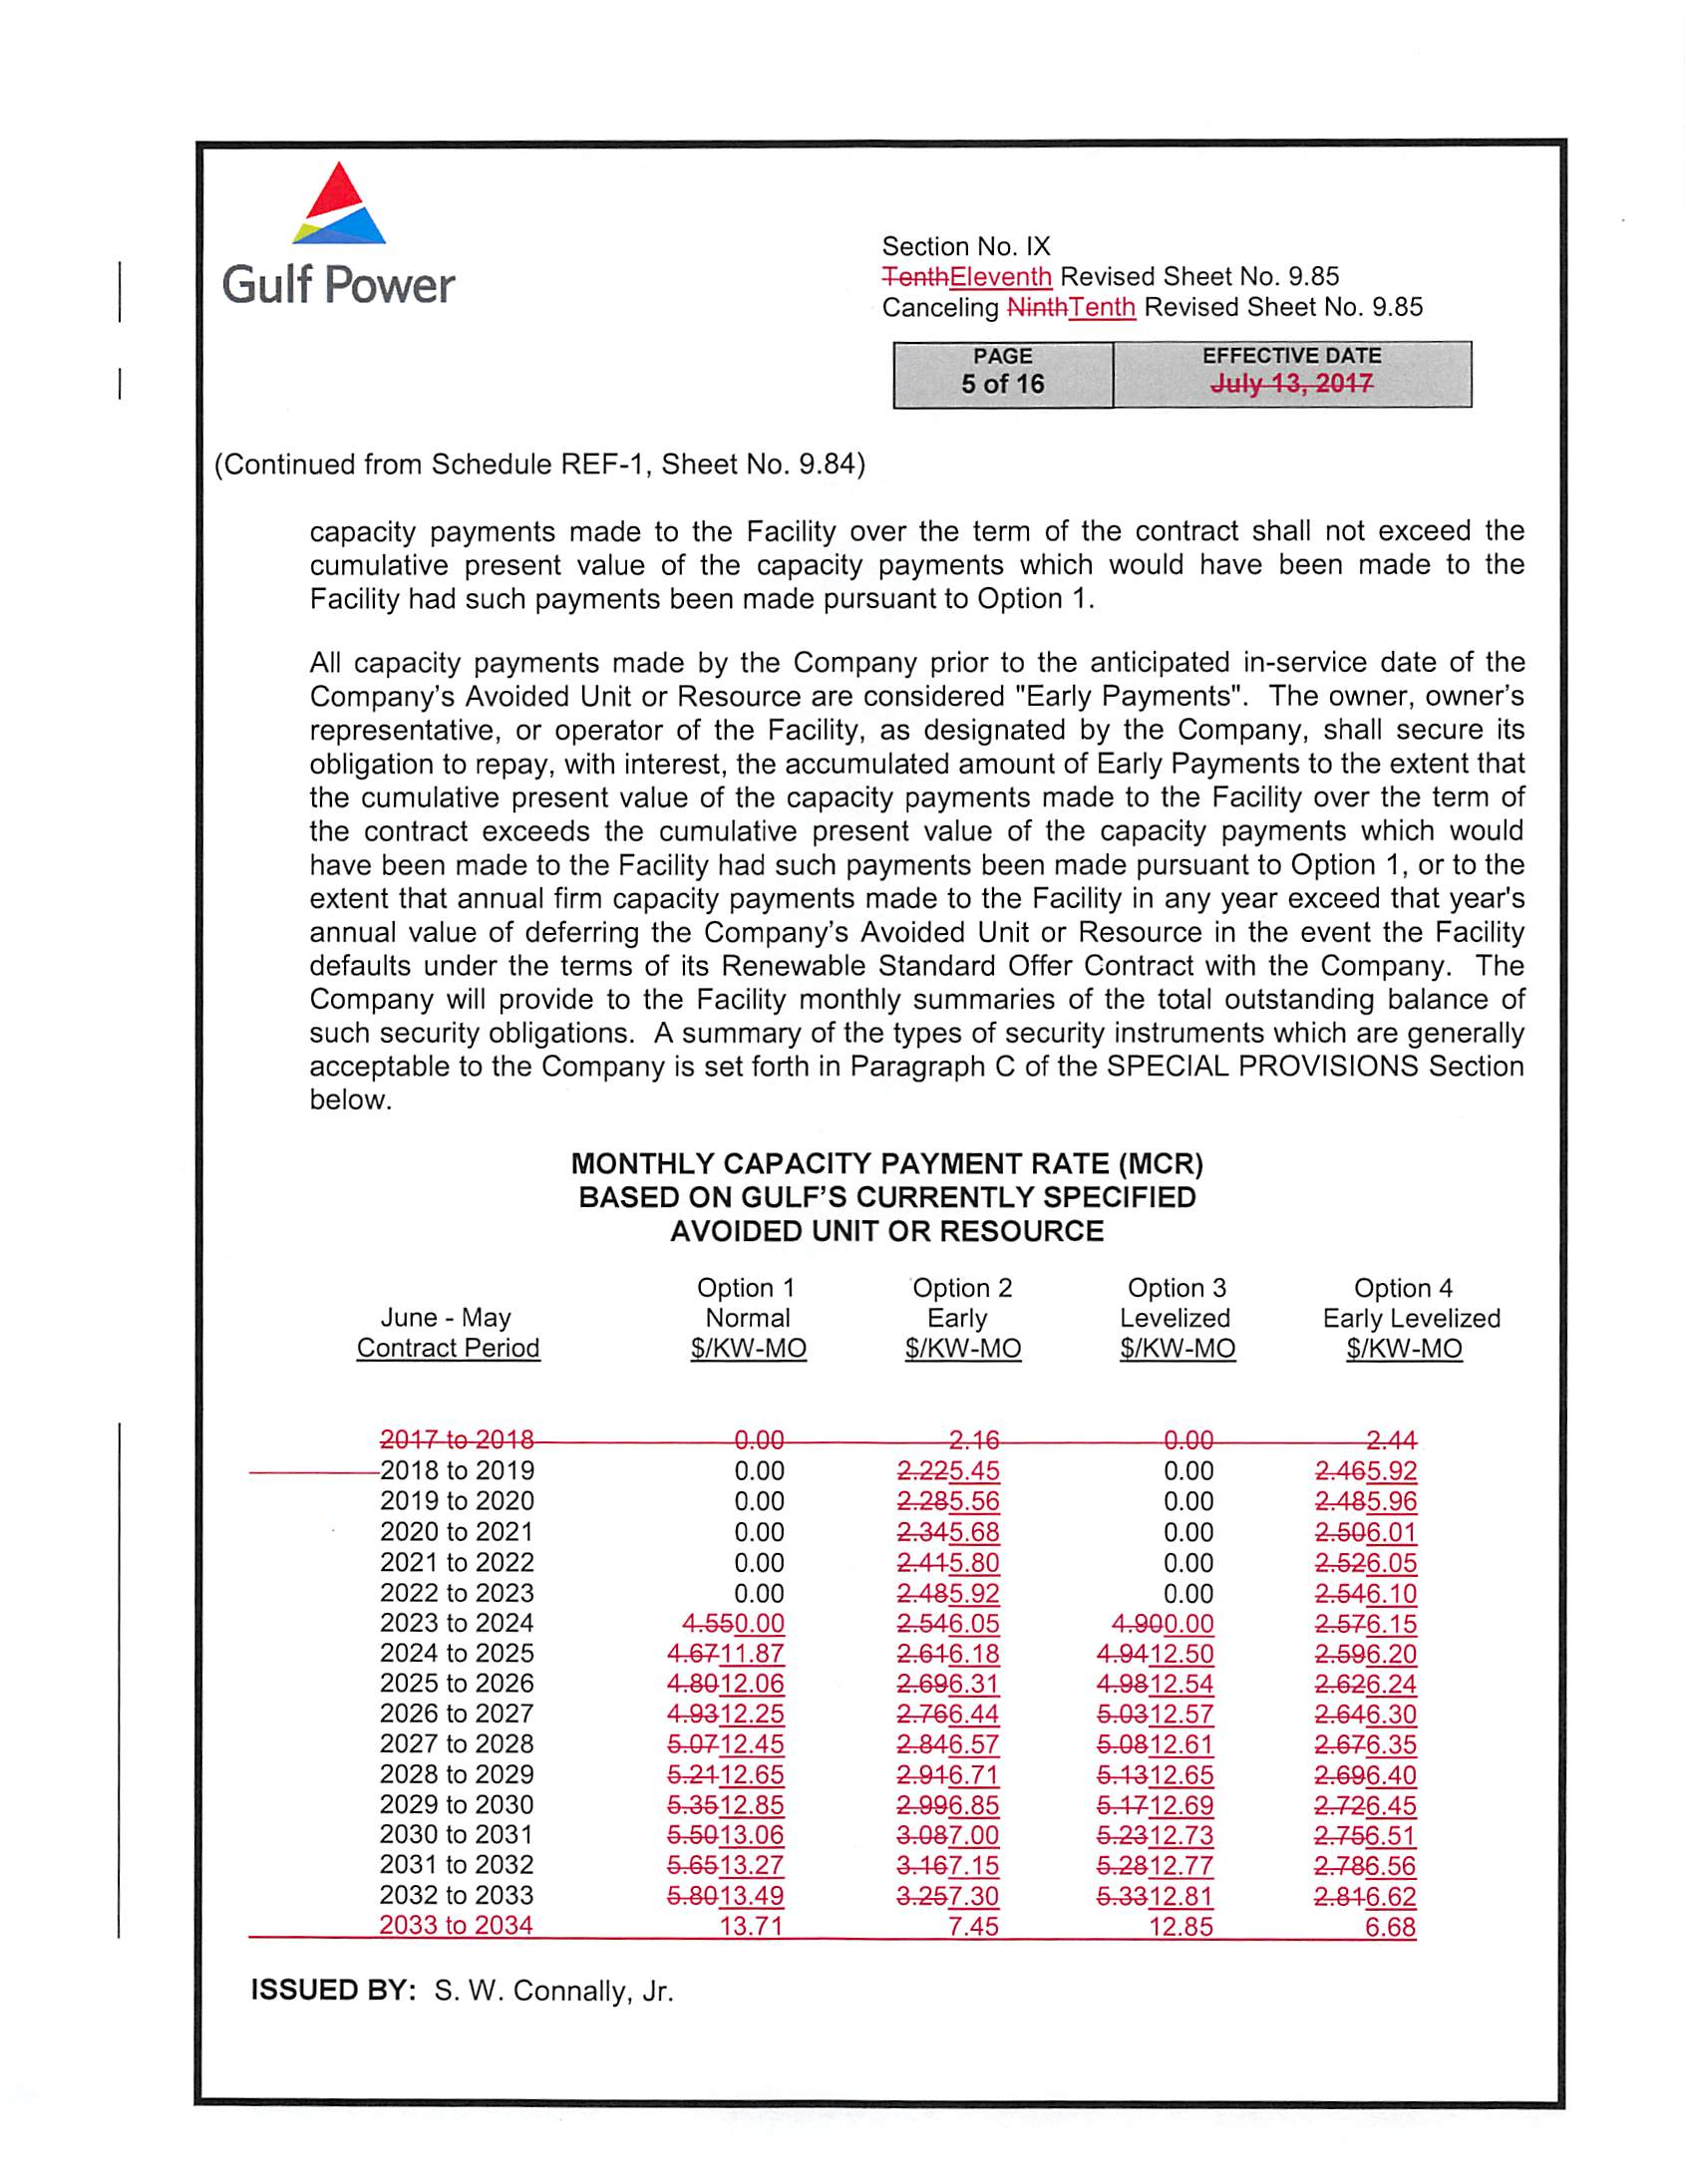 Gulf Power
Section No. IX
TenthEleventh Revised Sheet No. 9.85
Canceling NinthTenth Revised Sheet No. 9.85
PAGE EFFECTIVE DATE
5 of 16 July 13, 2017
(Continued from Schedule REF-1, Sheet No. 9.84)
capacity payments made to the Facility over the term of the contract shall not exceed the
cumulative present value of the capacity payments which would have been made to the
Facility had such payments been made pursuant to Option 1.
All capacity payments made by the Company prior to the anticipated in-service date of the
Company's Avoided Unit or Resource are considered "Early Payments". The owner, owner's
representative, or operator of the Facility, as designated by the Company, shall secure its
obligation to repay, with interest, the accumulated amount of Early Payments to the extent that
the cumulative present value of the capacity payments made to the Facility over the term of
the contract exceeds the cumulative present value of the capacity payments which would
have been made to the Facility had such payments been made pursuant to Option 1, or to the
extent that annual firm capacity payments made to the Facility in any year exceed that year's
annual value of deferring the Company's Avoided Unit or Resource in the event the Facility
defaults under the terms of its Renewable Standard Offer Contract with the Company. The
Company will provide to the Facility monthly summaries of the total outstanding balance of
such security obligations. A summary of the types of security instruments which are generally
acceptable to the Company is set forth in Paragraph C of the SPECIAL PROVISIONS Section
below.
MONTHLY CAPACITY PAYMENT RATE (MCR)
BASED ON GULF'S CURRENTLY SPECIFIED
AVOIDED UNIT OR RESOURCE
Option 1 Option 2 Option 3 Option 4
June - May Normal Early Levelized Early Levelized
Contract Period $/KW-MO $/KW-MO $/KW-MO $/KW-MO
2017 to 2018 0.00 2.16 0.00 2.44
2018 to 2019 0.00 2.225.45 0.00 2.465.92
2019 to 2020 0.00 2.285.56 0.00 2.485.96
2020 to 2021 0.00 2.345.68 0.00 2.506.01
2021 to 2022 0.00 2.415.80 0.00 2.526.05
2022 to 2023 0.00 2.485.92 0.00 2.546.10
2023 to 2024 4.550.00 2.546.05 4.900.00 2.576.15
2024 to 2025 4.6711.87 2.616.18 4.9412.50 2.596.20
2025 to 2026 4.8012.06 2.696.31 4.9812.54 2.626.24
2026 to 2027 4.9312.25 2.766.44 5.0312.57 2.646.30
2027 to 2028 5.0712.45 2.846.57 5.0812.61 2.676.35
2028 to 2029 5.2112.65 2.916.71 5.1312.65 2.696.40
2029 to 2030 5.3512.85 2.996.85 5.1712.69 2.726.45
2030 to 2031 5.5013.06 3.087.00 5.2312.73 2.756.51
2031 to 2032 5.6513.27 3.167.15 5.2812.77 2.786.56
2032 to 2033 5.8013.49 3.257.30 5.3312.81 2.816.62
2033 to 2034 13.71 7.45 12.85 6.68
ISSUED BY: S. W. Connally, Jr.